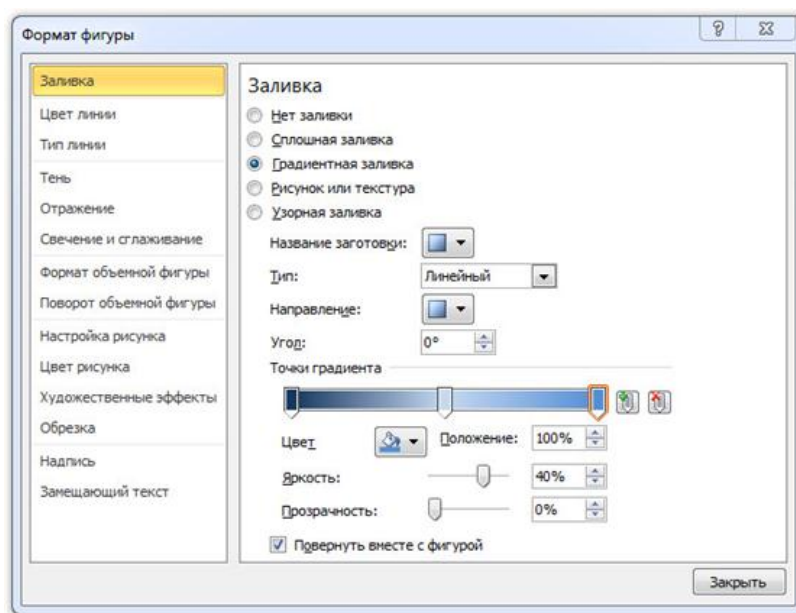 Формат фигуры
Заливка
Цвет линии
Тип линии
Тень
Отражение
Свечение и сглаживание
Формат объемной фигуры
Поворот объемной фигуры
Настройка рисунка
Цвет рисунка
Художественные эффекты
Обрезка
Надпись
Замещающий текст
Заливка
Нет заливки
Сплошная заливка
Градиентная заливка
Рисунок или текстура
Узорная заливка
Название заготовки:
Тип: Линейный
Направление:
Угол: 0°
Точки градиента
Цвет Положение: 100%
Яркость: 40%
Прозрачность: 0%
Повернуть вместе с фигурой
Закрыть